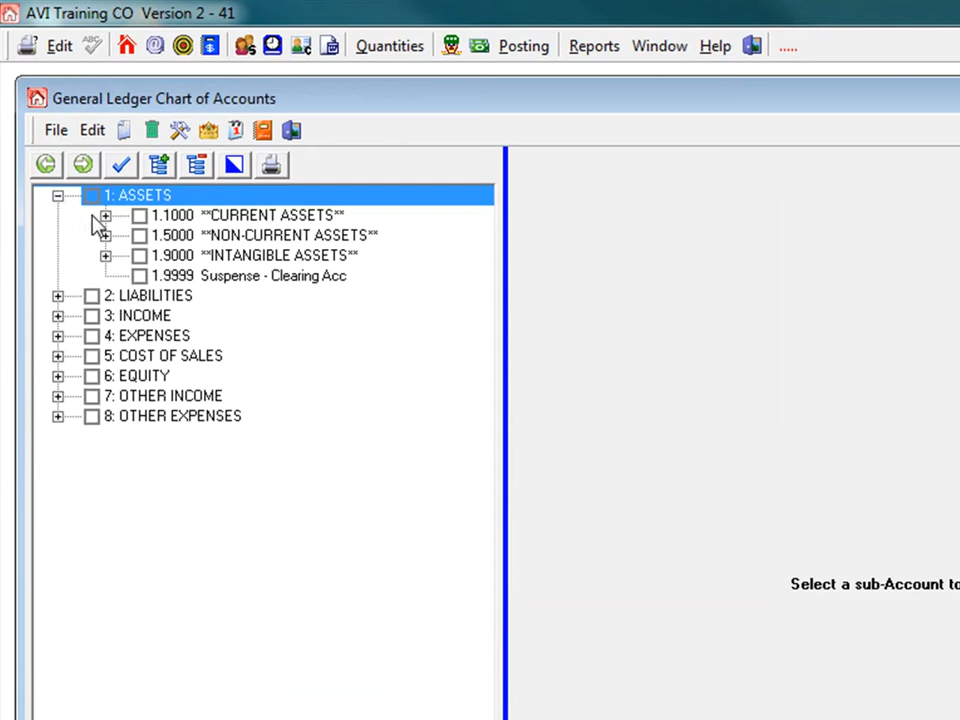 AVI Training CO Version 2 - 41
Edit ABC Quantities Posting Reports Window Help .....
General Ledger Chart of Accounts
File Edit
1: ASSETS
1.1000 **CURRENT ASSETS**
1.5000 **NON-CURRENT ASSETS**
1.9000 **INTANGIBLE ASSETS**
1.9999 Suspense - Clearing Acc
2: LIABILITIES
3: INCOME
4: EXPENSES
5: COST OF SALES
6: EQUITY
7: OTHER INCOME
8: OTHER EXPENSES
Select a sub-Account to